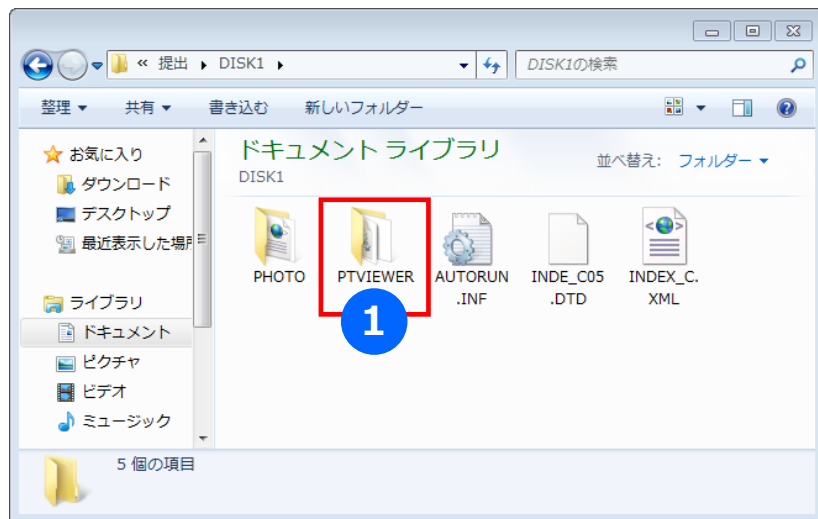 « 提出 ▸ DISK1 ▸
DISK1の検索
整理 ▼ 共有 ▼ 書き込む 新しいフォルダー
お気に入り
ダウンロード
デスクトップ
最近表示した場所
ライブラリ
ドキュメント
ピクチャ
ビデオ
ミュージック
ドキュメント ライブラリ
DISK1
並べ替え: フォルダー ▼
PHOTO
PTVIEWER
AUTORUN
.INF
INDE_C05
.DTD
INDEX_C.
XML
1
5 個の項目